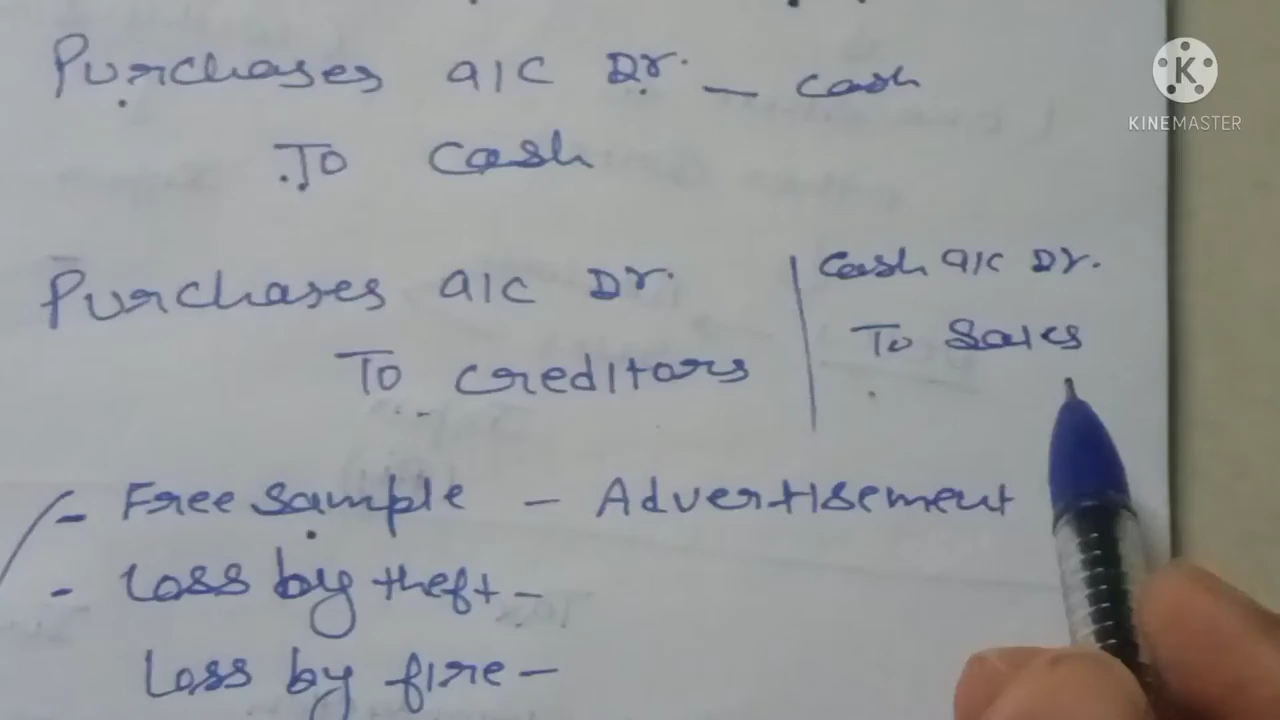 Purchases a/c Dr. - cash
To Cash
Purchases a/c Dr.
To creditors
Cash a/c Dr.
To Sales
- Free Sample - Advertisement
- Loss by theft -
Loss by fire -
K
KINEMASTER